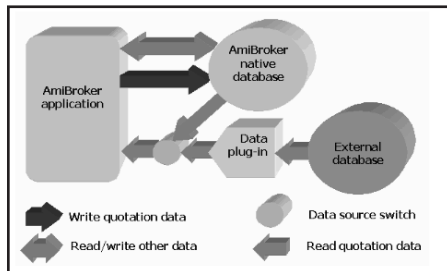 AmiBroker
native
database
AmiBroker
application
Data
plug-in
External
database
Write quotation data
Data source switch
Read/write other data
Read quotation data